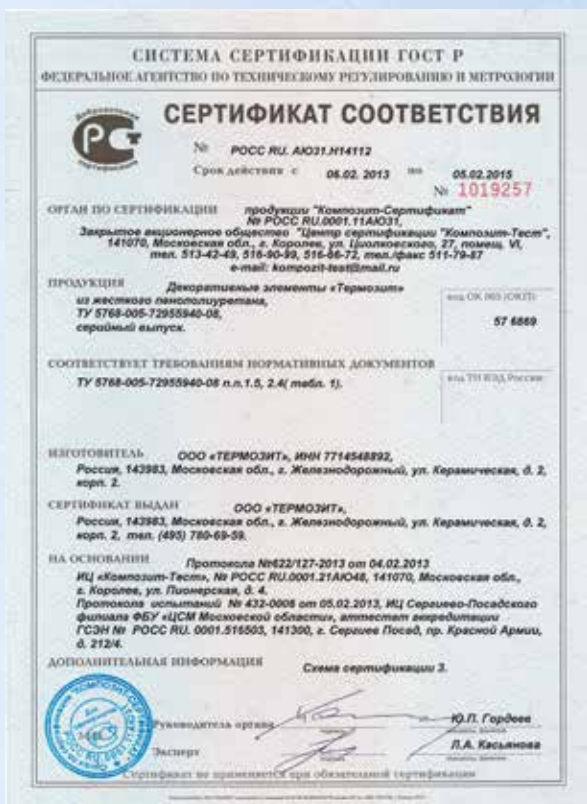 СИСТЕМА СЕРТИФИКАЦИИ ГОСТ Р
ФЕДЕРАЛЬНОЕ АГЕНТСТВО ПО ТЕХНИЧЕСКОМУ РЕГУЛИРОВАНИЮ И МЕТРОЛОГИИ
Добровольная
сертификация
СЕРТИФИКАТ СООТВЕТСТВИЯ
№ РОСС RU. АЮ31.Н14112
Срок действия с 06.02. 2013 по 05.02.2015
№ 1019257
ОРГАН ПО СЕРТИФИКАЦИИ продукции "Композит-Сертификат"
№ РОСС RU.0001.11АЮ31,
Закрытое акционерное общество "Центр сертификации "Композит-Тест",
141070, Московская обл., г. Королев, ул. Циолковского, 27, помещ. VI,
тел. 513-42-49, 516-90-99, 516-66-72, тел./факс 511-79-87
e-mail: kompozit-test@mail.ru
ПРОДУКЦИЯ Декоративные элементы «Термозит»
из жесткого пенополиуретана,
ТУ 5768-005-72955940-08,
серийный выпуск.
код ОК 005 (ОКП):
57 6869
СООТВЕТСТВУЕТ ТРЕБОВАНИЯМ НОРМАТИВНЫХ ДОКУМЕНТОВ
ТУ 5768-005-72955940-08 п.п.1.5, 2.4( табл. 1).
код ТН ВЭД России:
ИЗГОТОВИТЕЛЬ ООО «ТЕРМОЗИТ», ИНН 7714548892,
Россия, 143983, Московская обл., г. Железнодорожный, ул. Керамическая, д. 2,
корп. 2.
СЕРТИФИКАТ ВЫДАН ООО «ТЕРМОЗИТ»,
Россия, 143983, Московская обл., г. Железнодорожный, ул. Керамическая, д. 2,
корп. 2, тел. (495) 780-69-59.
НА ОСНОВАНИИ Протокола №622/127-2013 от 04.02.2013
ИЦ «Композит-Тест», № РОСС RU.0001.21АЮ48, 141070, Московская обл.,
г. Королев, ул. Пионерская, д. 4.
Протокола испытаний № 432-0006 от 05.02.2013, ИЦ Сергиево-Посадского
филиала ФБУ «ЦСМ Московской области», аттестат аккредитации
ГСЭН № РОСС RU. 0001.516503, 141300, г. Сергиев Посад, пр. Красной Армии,
д. 212/4.
ДОПОЛНИТЕЛЬНАЯ ИНФОРМАЦИЯ Схема сертификации 3.
Руководитель органа Ю.П. Гордеев
Эксперт Л.А. Касьянова
Сертификат не применяется при обязательной сертификации